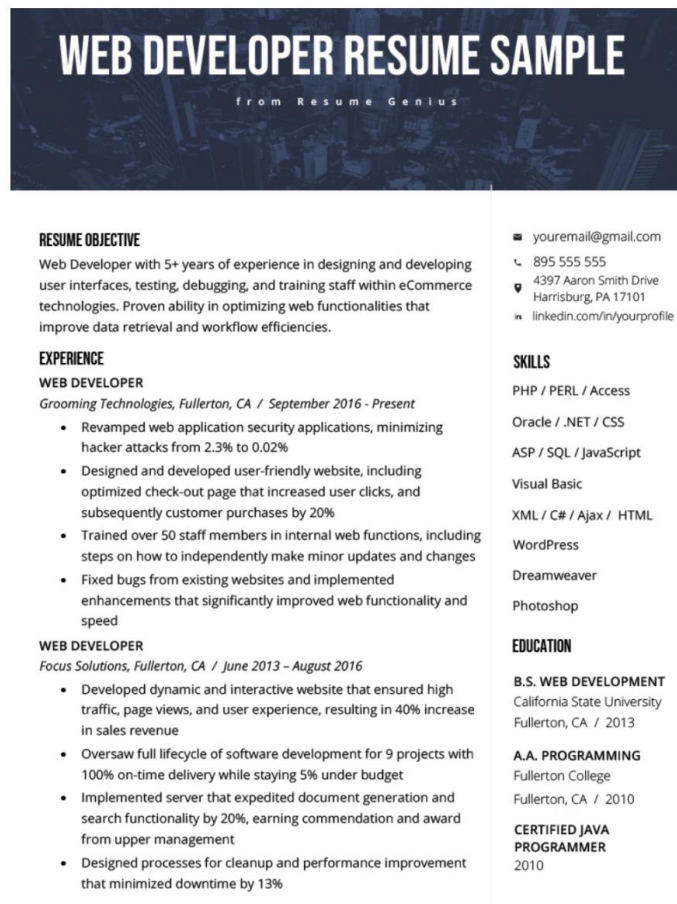 WEB DEVELOPER RESUME SAMPLE
from Resume Genius
RESUME OBJECTIVE
Web Developer with 5+ years of experience in designing and developing
user interfaces, testing, debugging, and training staff within eCommerce
technologies. Proven ability in optimizing web functionalities that
improve data retrieval and workflow efficiencies.
EXPERIENCE
WEB DEVELOPER
Grooming Technologies, Fullerton, CA / September 2016 - Present
• Revamped web application security applications, minimizing
hacker attacks from 2.3% to 0.02%
• Designed and developed user-friendly website, including
optimized check-out page that increased user clicks, and
subsequently customer purchases by 20%
• Trained over 50 staff members in internal web functions, including
steps on how to independently make minor updates and changes
• Fixed bugs from existing websites and implemented
enhancements that significantly improved web functionality and
speed
WEB DEVELOPER
Focus Solutions, Fullerton, CA / June 2013 – August 2016
• Developed dynamic and interactive website that ensured high
traffic, page views, and user experience, resulting in 40% increase
in sales revenue
• Oversaw full lifecycle of software development for 9 projects with
100% on-time delivery while staying 5% under budget
• Implemented server that expedited document generation and
search functionality by 20%, earning commendation and award
from upper management
• Designed processes for cleanup and performance improvement
that minimized downtime by 13%
youremail@gmail.com
895 555 555
4397 Aaron Smith Drive
Harrisburg, PA 17101
in linkedin.com/in/yourprofile
SKILLS
PHP / PERL / Access
Oracle / .NET / CSS
ASP / SQL / JavaScript
Visual Basic
XML / C# / Ajax / HTML
WordPress
Dreamweaver
Photoshop
EDUCATION
B.S. WEB DEVELOPMENT
California State University
Fullerton, CA / 2013
A.A. PROGRAMMING
Fullerton College
Fullerton, CA / 2010
CERTIFIED JAVA
PROGRAMMER
2010